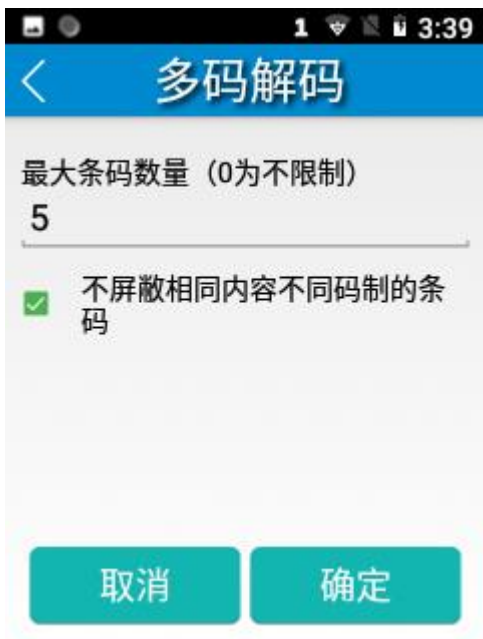 1 3:39
多码解码
最大条码数量（0为不限制）
5
不屏敝相同内容不同码制的条
码
取消 确定